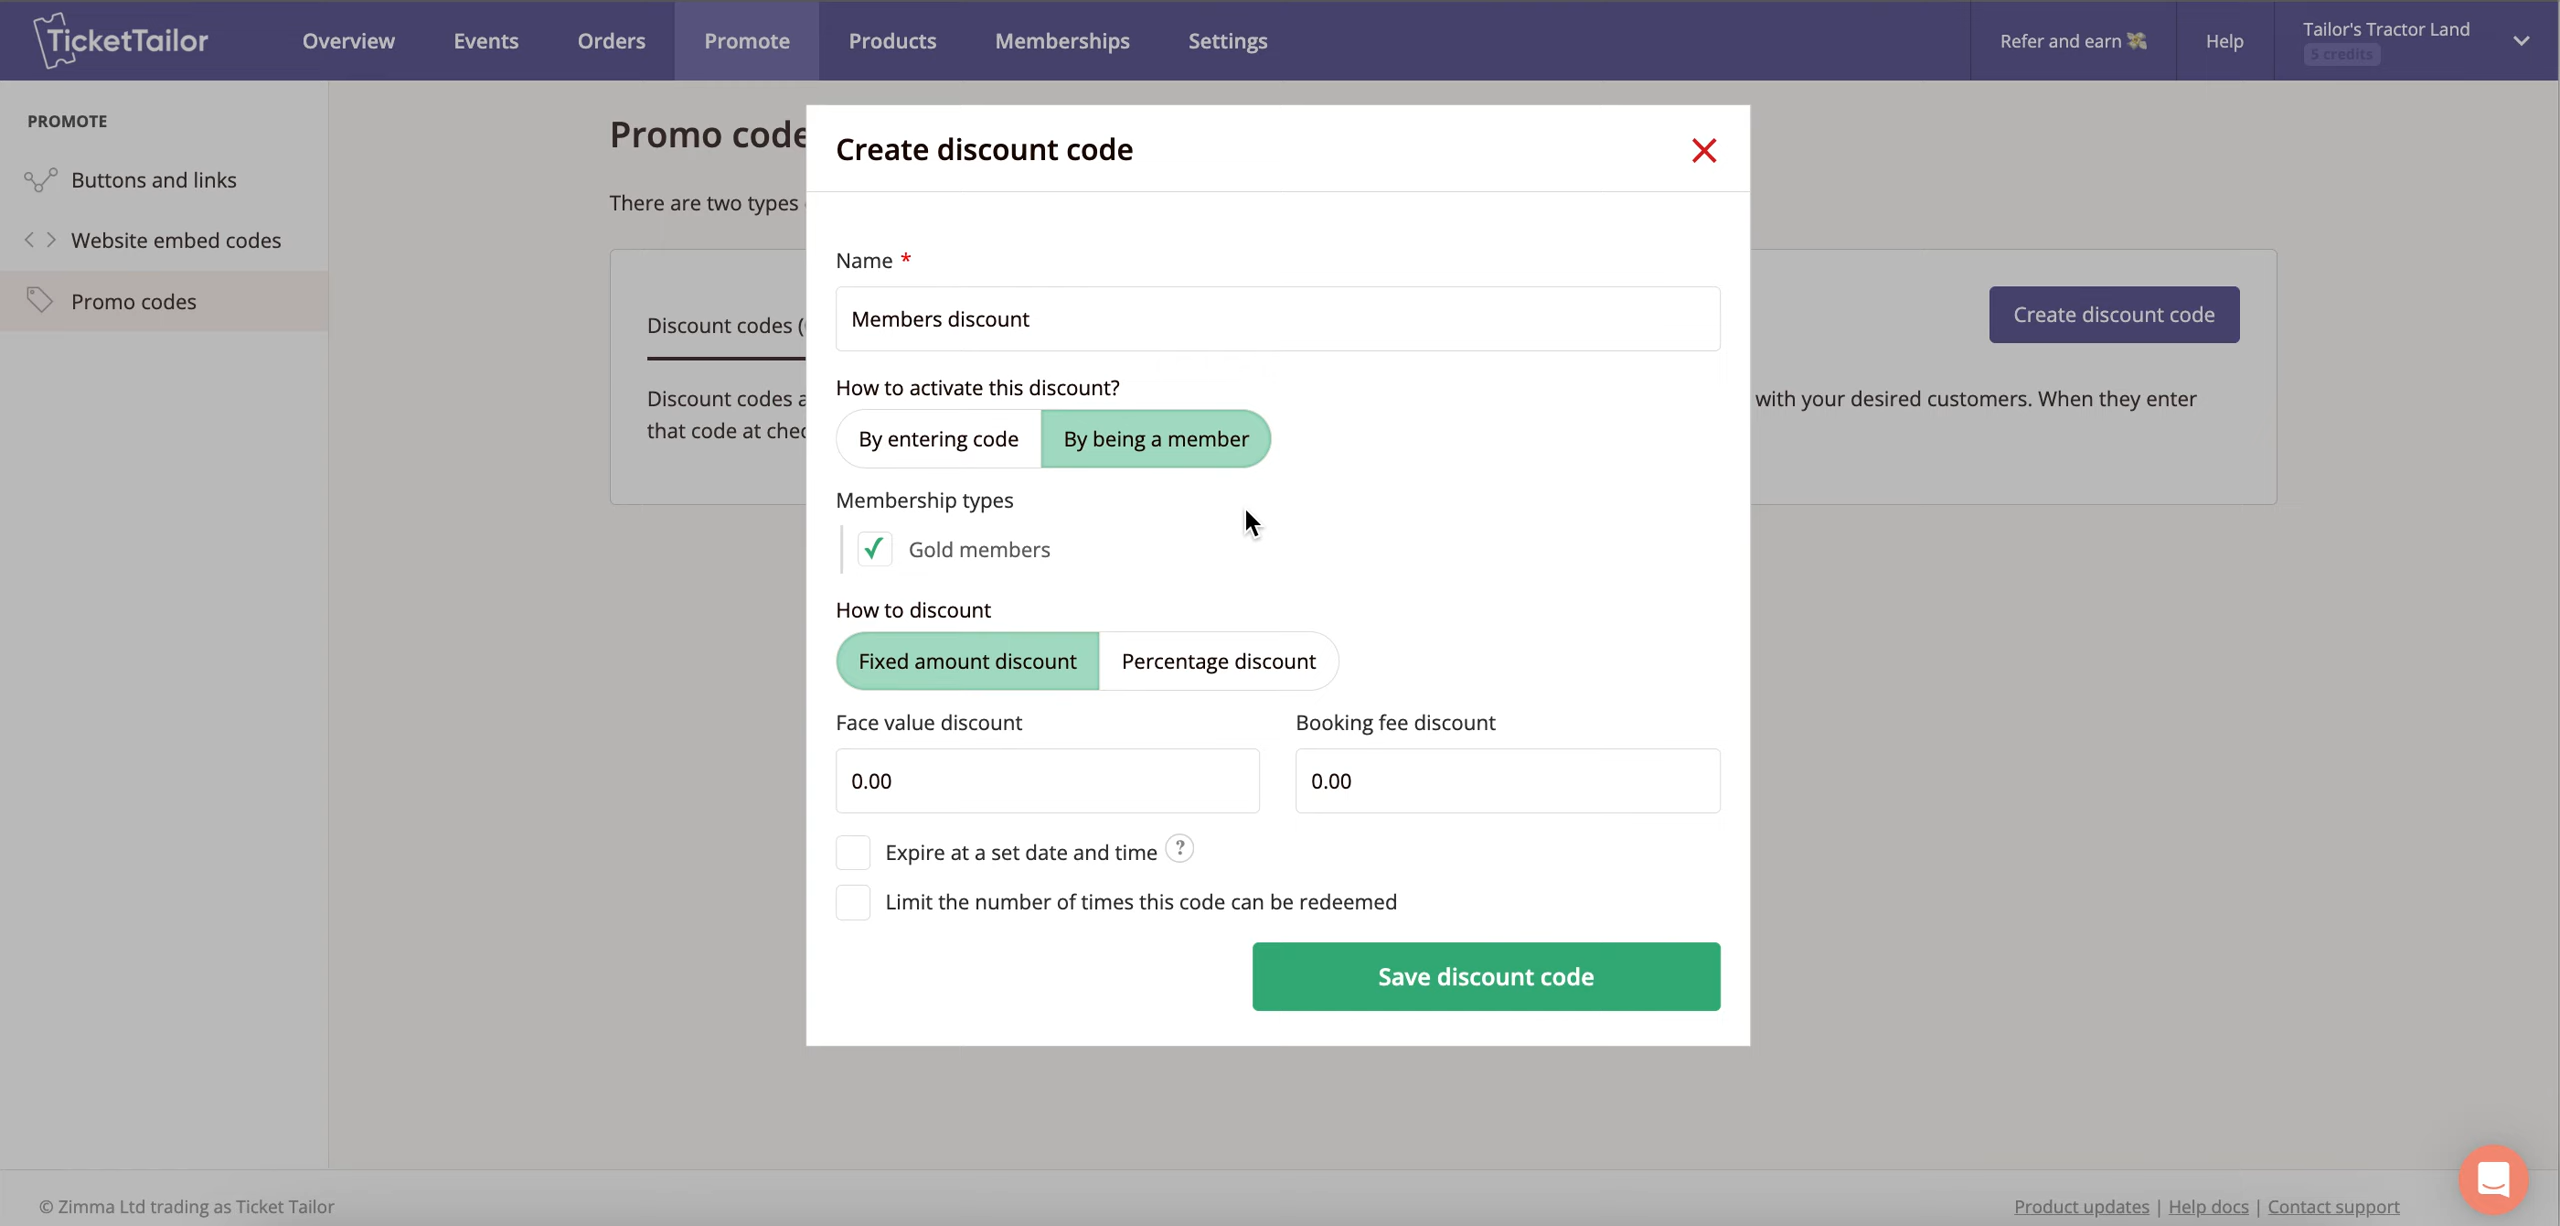 TicketTailor
Overview
Events
Orders
Promote
Products
Memberships
Settings
Refer and earn
Help
Tailor's Tractor Land
5 credits
PROMOTE
Buttons and links
Website embed codes
Promo codes
Promo code
There are two types
Discount codes (
Create discount code
Discount codes a
with your desired customers. When they enter
that code at chec
Create discount code
Name *
Members discount
How to activate this discount?
By entering code
By being a member
Membership types
Gold members
How to discount
Fixed amount discount
Percentage discount
Face value discount
Booking fee discount
0.00
0.00
Expire at a set date and time ?
Limit the number of times this code can be redeemed
Save discount code
© Zimma Ltd trading as Ticket Tailor
Product updates | Help docs | Contact support